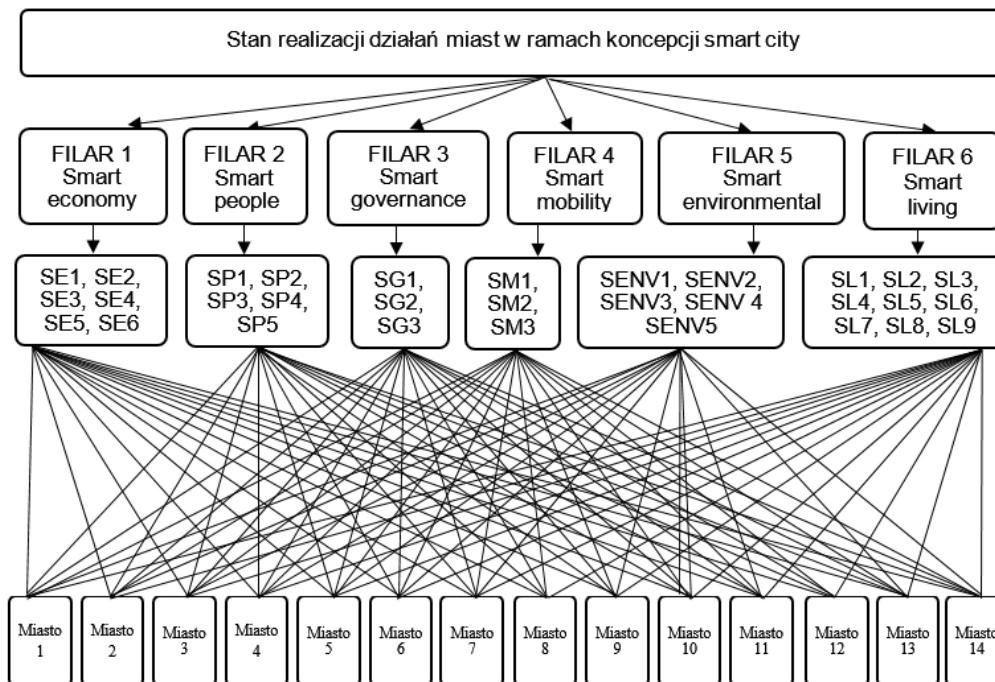 Stan realizacji działań miast w ramach koncepcji smart city
FILAR 1
Smart
economy
FILAR 2
Smart
people
FILAR 3
Smart
governance
FILAR 4
Smart
mobility
FILAR 5
Smart
environmental
FILAR 6
Smart
living
SE1, SE2,
SE3, SE4,
SE5, SE6
SP1, SP2,
SP3, SP4,
SP5
SG1,
SG2,
SG3
SM1,
SM2,
SM3
SENV1, SENV2,
SENV3, SENV 4
SENV5
SL1, SL2, SL3,
SL4, SL5, SL6,
SL7, SL8, SL9
Miasto
1
Miasto
2
Miasto
3
Miasto
4
Miasto
5
Miasto
6
Miasto
7
Miasto
8
Miasto
9
Miasto
10
Miasto
11
Miasto
12
Miasto
13
Miasto
14